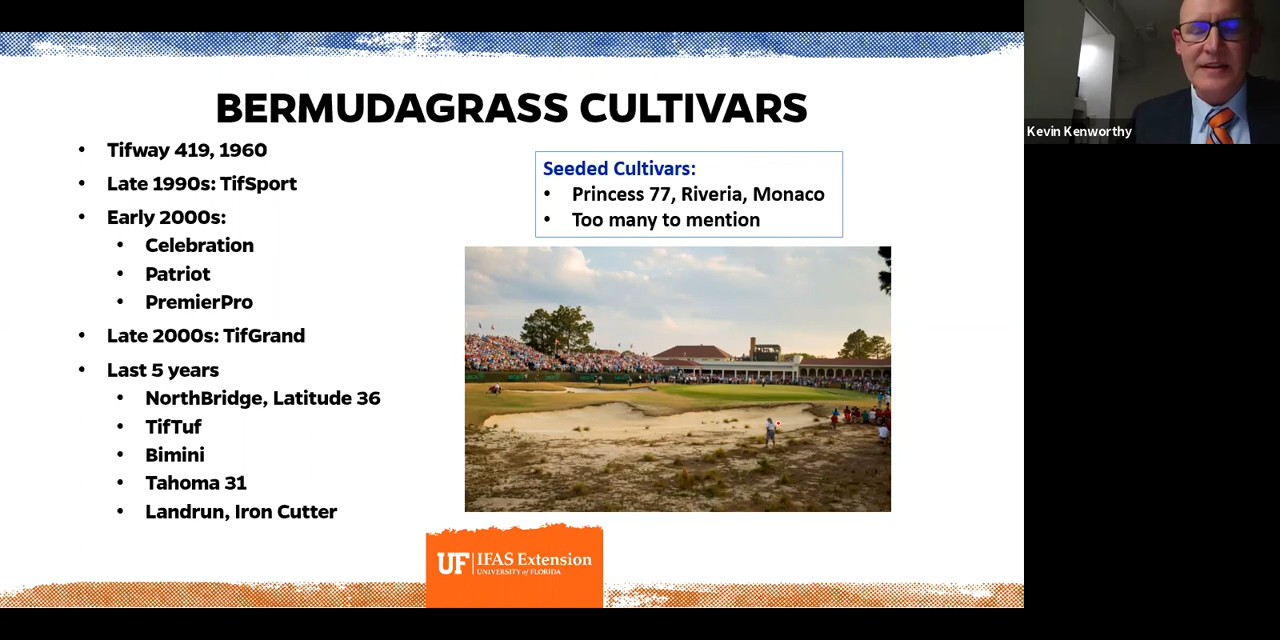 BERMUDAGRASS CULTIVARS
• Tifway 419, 1960
• Late 1990s: TifSport
• Early 2000s:
• Celebration
• Patriot
• PremierPro
• Late 2000s: TifGrand
• Last 5 years
• NorthBridge, Latitude 36
• TifTuf
• Bimini
• Tahoma 31
• Landrun, Iron Cutter
Seeded Cultivars:
• Princess 77, Riveria, Monaco
• Too many to mention
UF IFAS Extension
UNIVERSITY of FLORIDA
Kevin Kenworthy